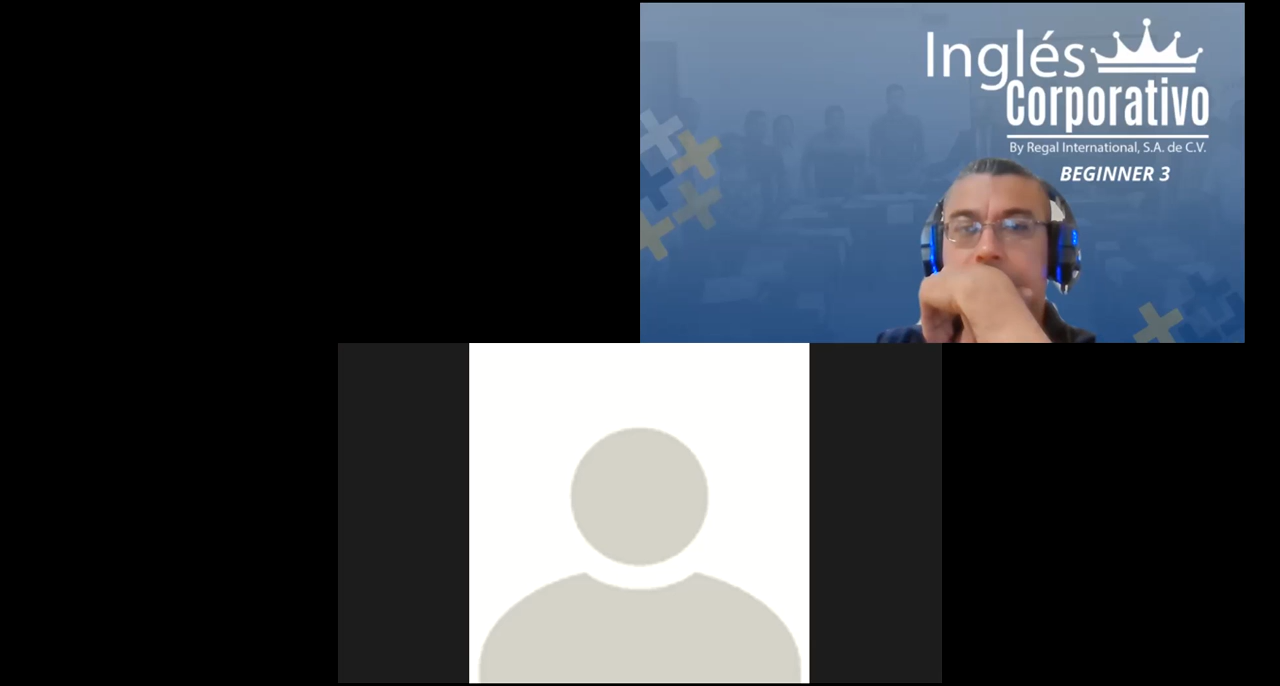 Inglés
Corporativo
By Regal International, S.A. de C.V.
BEGINNER 3